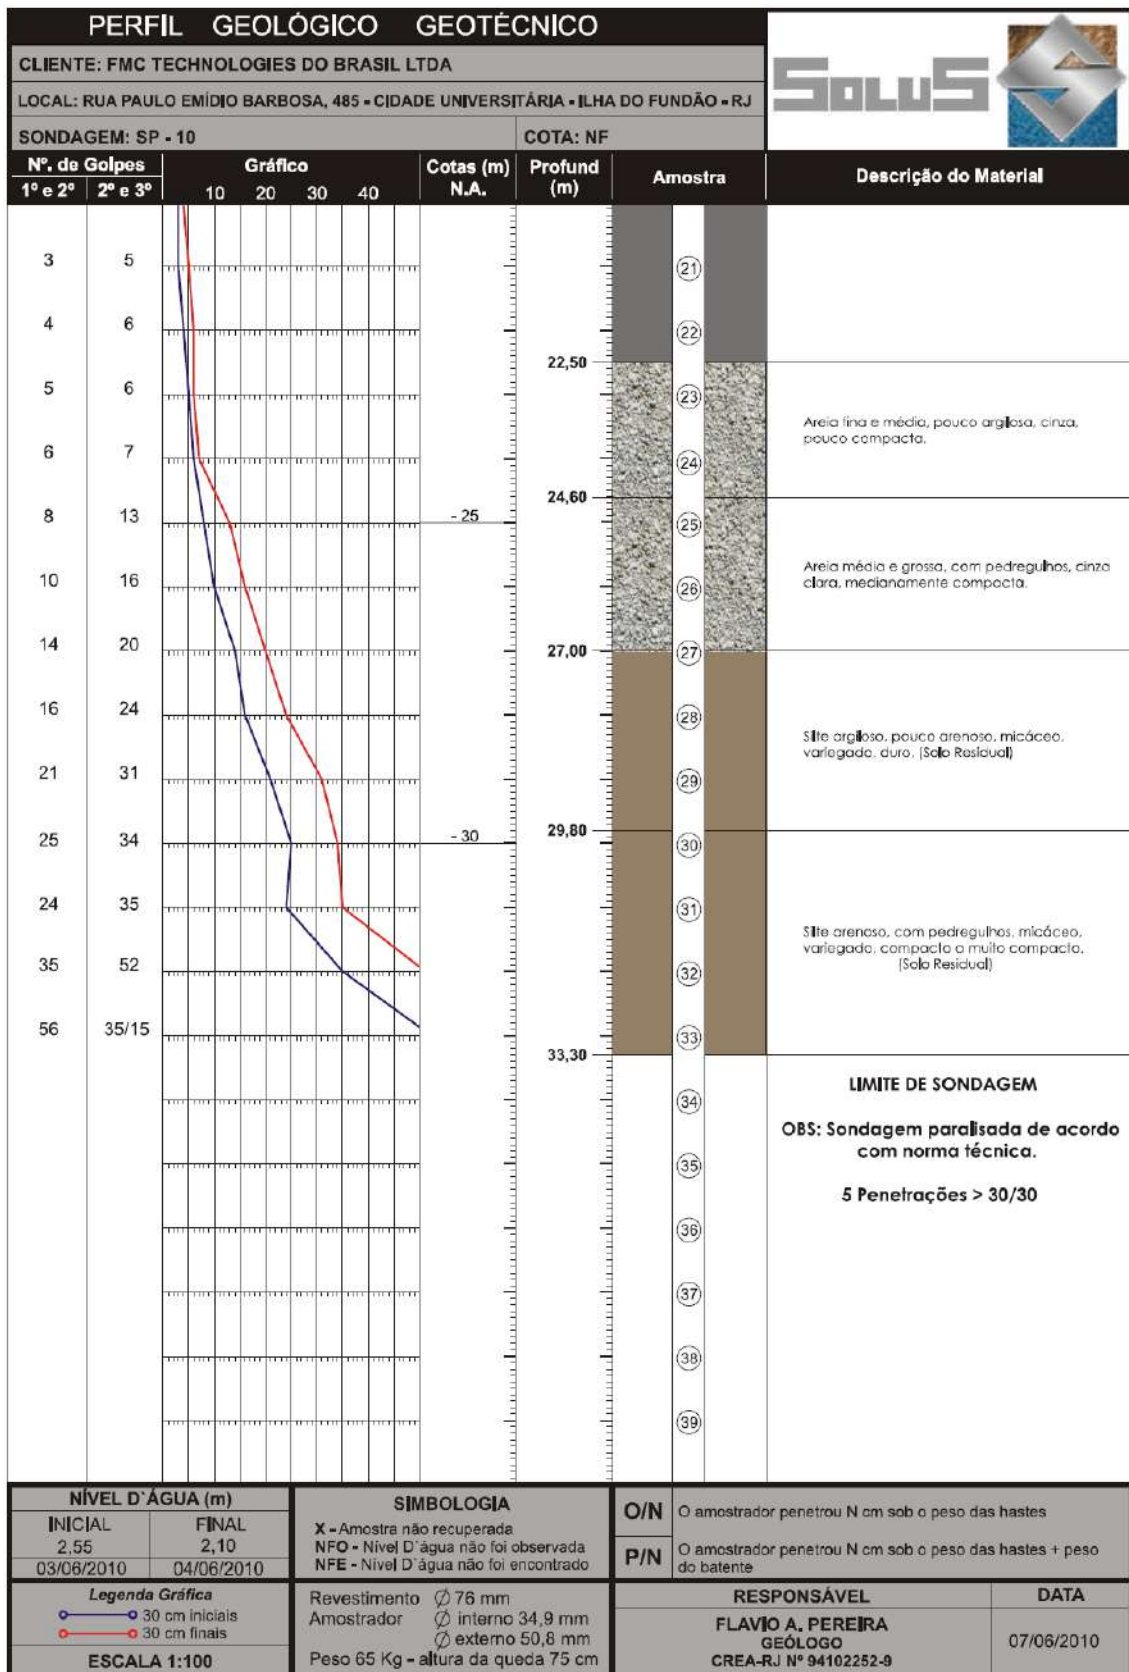 PERFIL GEOLÓGICO GEOTÉCNICO
CLIENTE: FMC TECHNOLOGIES DO BRASIL LTDA
LOCAL: RUA PAULO EMÍDIO BARBOSA, 485 - CIDADE UNIVERSITÁRIA - ILHA DO FUNDÃO - RJ
SONDAGEM: SP - 10 COTA: NF
SOLUS
Nº. de Golpes Gráfico Cotas (m) Profund Amostra Descrição do Material
1º e 2º 2º e 3º 10 20 30 40 N.A. (m)
3 5 21
4 6 22
22,50
5 6 23
Areia fina e média, pouco argilosa, cinza,
pouco compacta.
6 7 24
24,60
8 13 - 25 25
Areia média e grossa, com pedregulhos, cinza
clara, medianamente compacta.
10 16 26
14 20 27,00 27
16 24 28
Silte argiloso, pouco arenoso, micáceo,
variegado, duro. (Solo Residual)
21 31 29
29,80
25 34 - 30 30
24 35 31
Silte arenoso, com pedregulhos, micáceo,
variegado, compacto a muito compacto.
(Solo Residual)
35 52 32
56 35/15 33
33,30
LIMITE DE SONDAGEM
34
OBS: Sondagem paralisada de acordo
com norma técnica.
35
5 Penetrações > 30/30
36
37
38
39
NÍVEL D`ÁGUA (m)
INICIAL FINAL
2,55 2,10
03/06/2010 04/06/2010
SIMBOLOGIA
X - Amostra não recuperada
NFO - Nível D`água não foi observada
NFE - Nível D`água não foi encontrado
O/N O amostrador penetrou N cm sob o peso das hastes
P/N O amostrador penetrou N cm sob o peso das hastes + peso
do batente
Legenda Gráfica
30 cm iniciais
30 cm finais
ESCALA 1:100
Revestimento ∅ 76 mm
Amostrador ∅ interno 34,9 mm
∅ externo 50,8 mm
Peso 65 Kg - altura da queda 75 cm
RESPONSÁVEL DATA
FLAVIO A. PEREIRA
GEÓLOGO
CREA-RJ Nº 94102252-9
07/06/2010